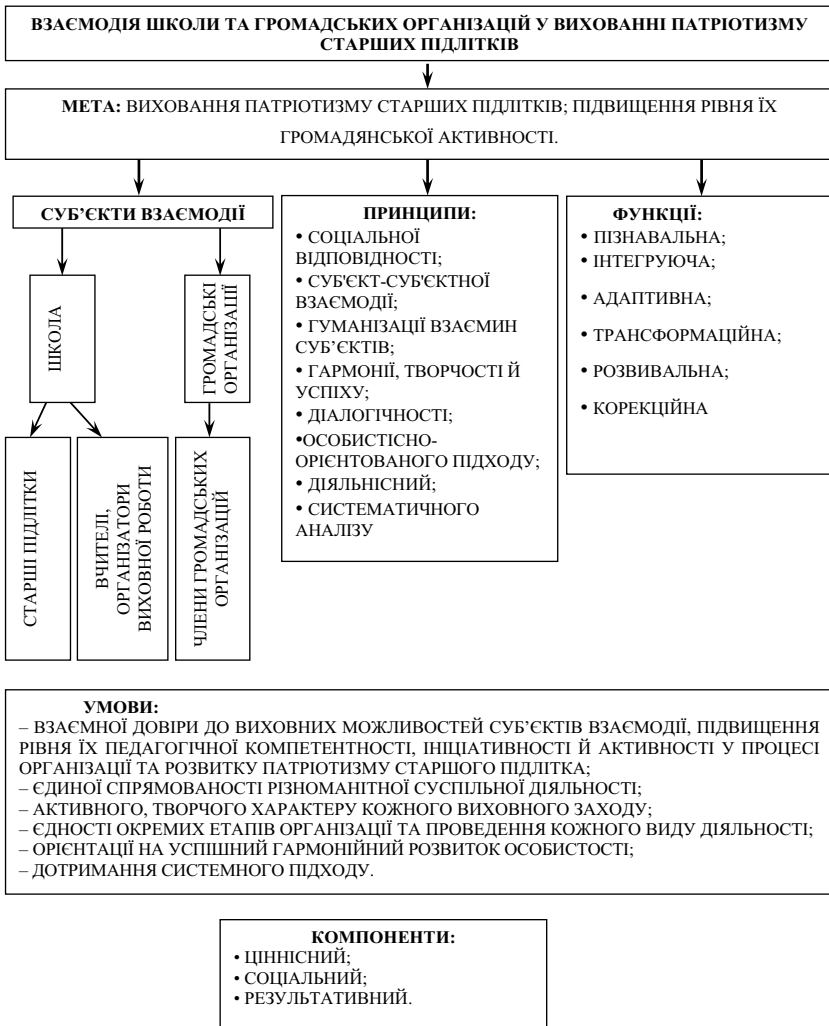 ВЗАЄМОДІЯ ШКОЛИ ТА ГРОМАДСЬКИХ ОРГАНІЗАЦІЙ У ВИХОВАННІ ПАТРІОТИЗМУ
СТАРШИХ ПІДЛІТКІВ
МЕТА: ВИХОВАННЯ ПАТРІОТИЗМУ СТАРШИХ ПІДЛІТКІВ; ПІДВИЩЕННЯ РІВНЯ ЇХ
ГРОМАДЯНСЬКОЇ АКТИВНОСТІ.
СУБ’ЄКТИ ВЗАЄМОДІЇ
ШКОЛА
ГРОМАДСЬКІ
ОРГАНІЗАЦІЇ
СТАРШІ ПІДЛІТКИ
ВЧИТЕЛІ,
ОРГАНІЗАТОРИ
ВИХОВНОЇ РОБОТИ
ЧЛЕНИ ГРОМАДСЬКИХ
ОРГАНІЗАЦІЙ
ПРИНЦИПИ:
• СОЦІАЛЬНОЇ
ВІДПОВІДНОСТІ;
• СУБ'ЄКТ-СУБ'ЄКТНОЇ
ВЗАЄМОДІЇ;
• ГУМАНІЗАЦІЇ ВЗАЄМИН
СУБ’ЄКТІВ;
• ГАРМОНІЇ, ТВОРЧОСТІ Й
УСПІХУ;
• ДІАЛОГІЧНОСТІ;
•ОСОБИСТІСНО-
ОРІЄНТОВАНОГО ПІДХОДУ;
• ДІЯЛЬНІСНИЙ;
• СИСТЕМАТИЧНОГО
АНАЛІЗУ
ФУНКЦІЇ:
• ПІЗНАВАЛЬНА;
• ІНТЕГРУЮЧА;
• АДАПТИВНА;
• ТРАНСФОРМАЦІЙНА;
• РОЗВИВАЛЬНА;
• КОРЕКЦІЙНА
УМОВИ:
– ВЗАЄМНОЇ ДОВІРИ ДО ВИХОВНИХ МОЖЛИВОСТЕЙ СУБ’ЄКТІВ ВЗАЄМОДІЇ, ПІДВИЩЕННЯ
РІВНЯ ЇХ ПЕДАГОГІЧНОЇ КОМПЕТЕНТНОСТІ, ІНІЦІАТИВНОСТІ Й АКТИВНОСТІ У ПРОЦЕСІ
ОРГАНІЗАЦІЇ ТА РОЗВИТКУ ПАТРІОТИЗМУ СТАРШОГО ПІДЛІТКА;
– ЄДИНОЇ СПРЯМОВАНОСТІ РІЗНОМАНІТНОЇ СУСПІЛЬНОЇ ДІЯЛЬНОСТІ;
– АКТИВНОГО, ТВОРЧОГО ХАРАКТЕРУ КОЖНОГО ВИХОВНОГО ЗАХОДУ;
– ЄДНОСТІ ОКРЕМИХ ЕТАПІВ ОРГАНІЗАЦІЇ ТА ПРОВЕДЕННЯ КОЖНОГО ВИДУ ДІЯЛЬНОСТІ;
– ОРІЄНТАЦІЇ НА УСПІШНИЙ ГАРМОНІЙНИЙ РОЗВИТОК ОСОБИСТОСТІ;
– ДОТРИМАННЯ СИСТЕМНОГО ПІДХОДУ.
КОМПОНЕНТИ:
• ЦІННІСНИЙ;
• СОЦІАЛЬНИЙ;
• РЕЗУЛЬТАТИВНИЙ.